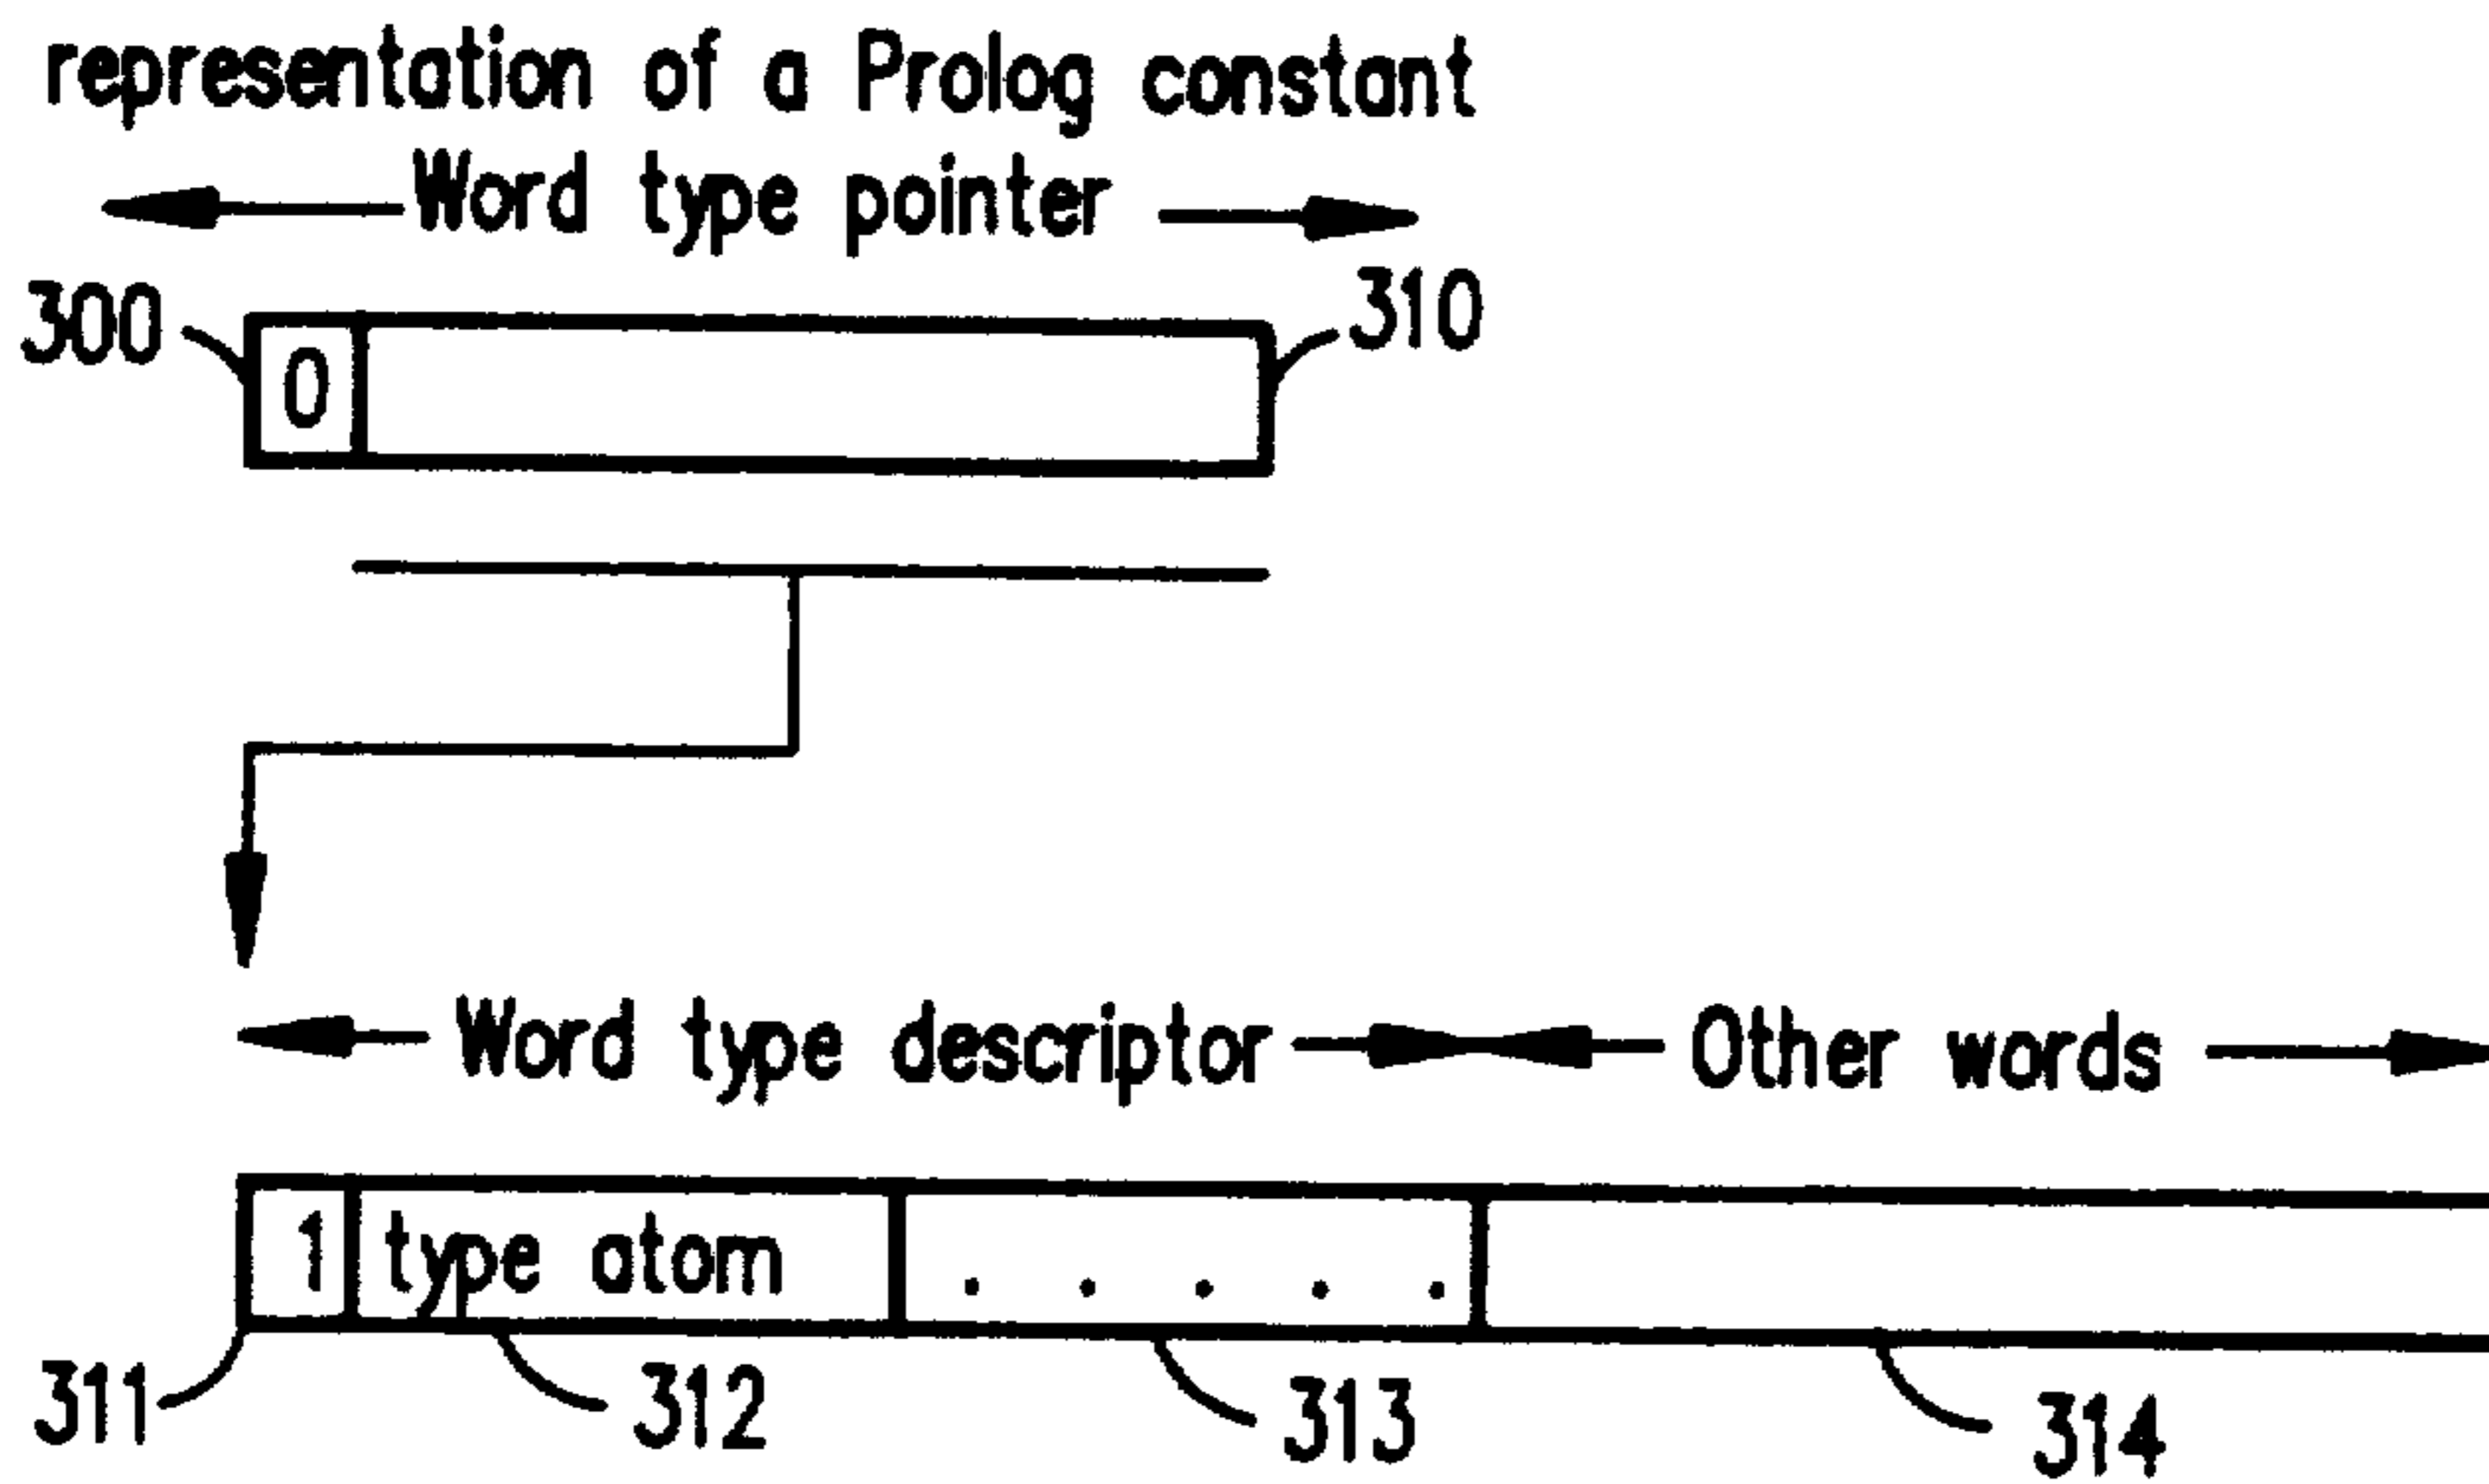 representation of a Prolog constant
Word type pointer
300
310
0
Word type descriptor
Other words
1
type atom
. . . . .
311
312
313
314